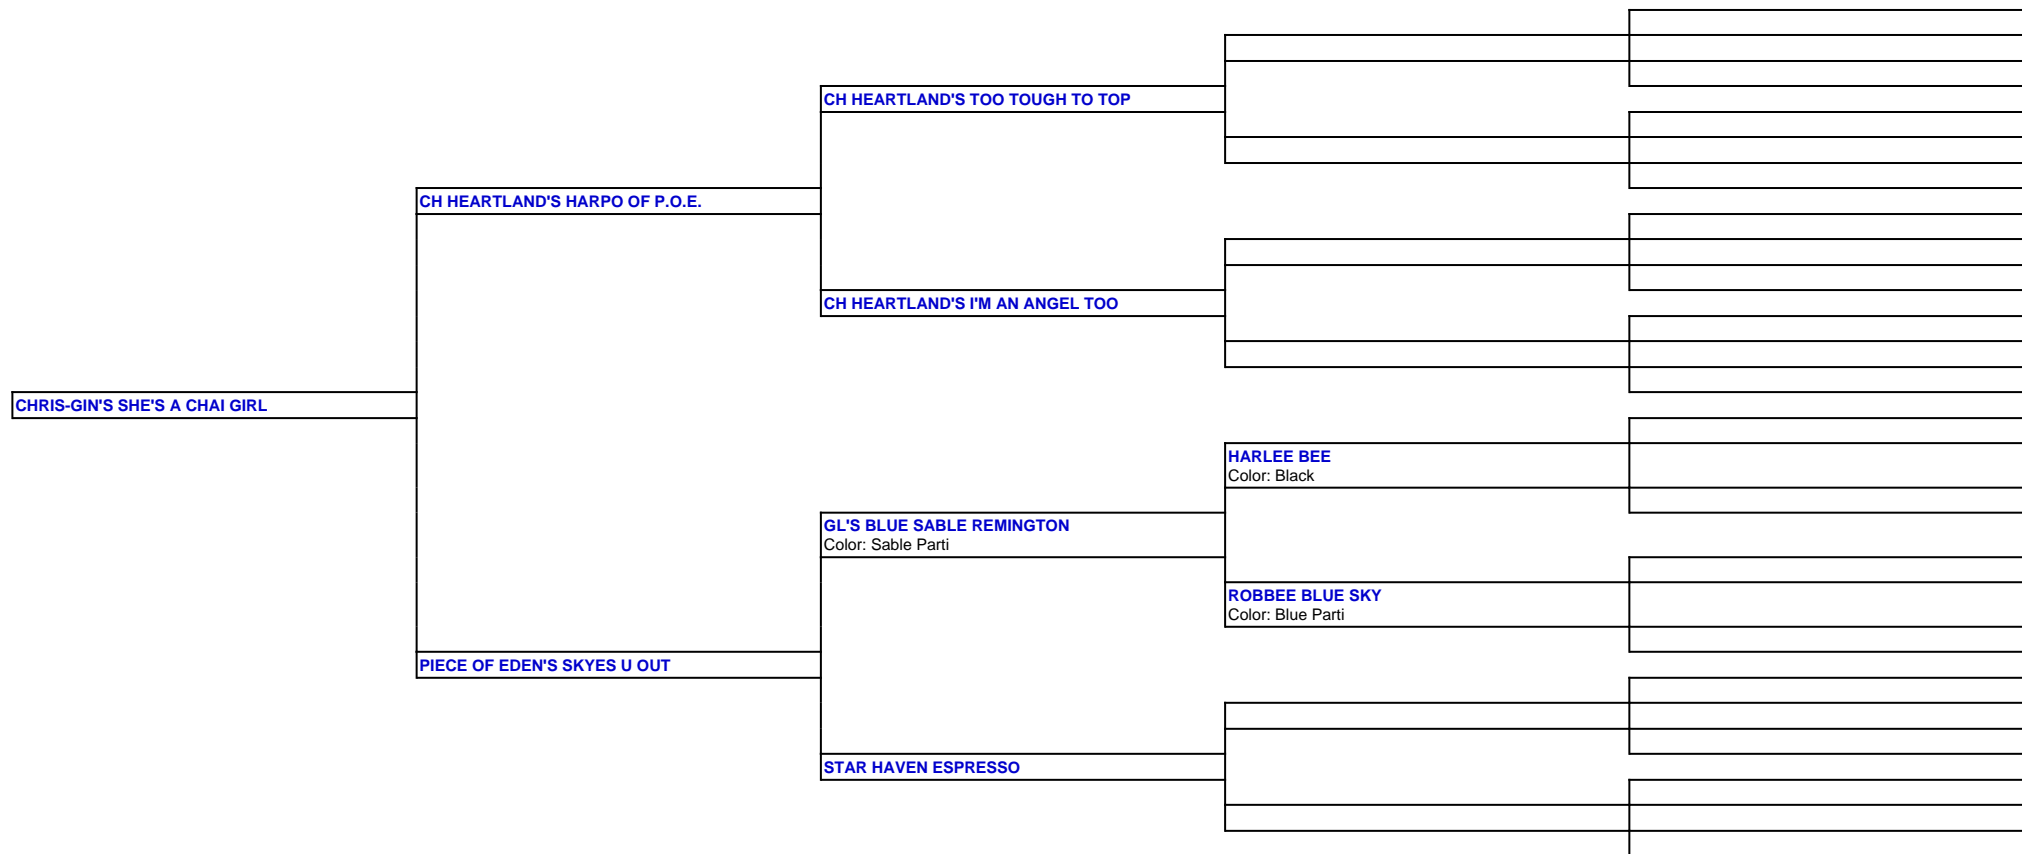 CH HEARTLAND'S TOO TOUGH TO TOP
CH HEARTLAND'S HARPO OF P.O.E.
CH HEARTLAND'S I'M AN ANGEL TOO
CHRIS-GIN'S SHE'S A CHAI GIRL
HARLEE BEE
Color: Black
GL'S BLUE SABLE REMINGTON
Color: Sable Parti
ROBBEE BLUE SKY
Color: Blue Parti
PIECE OF EDEN'S SKYES U OUT
STAR HAVEN ESPRESSO